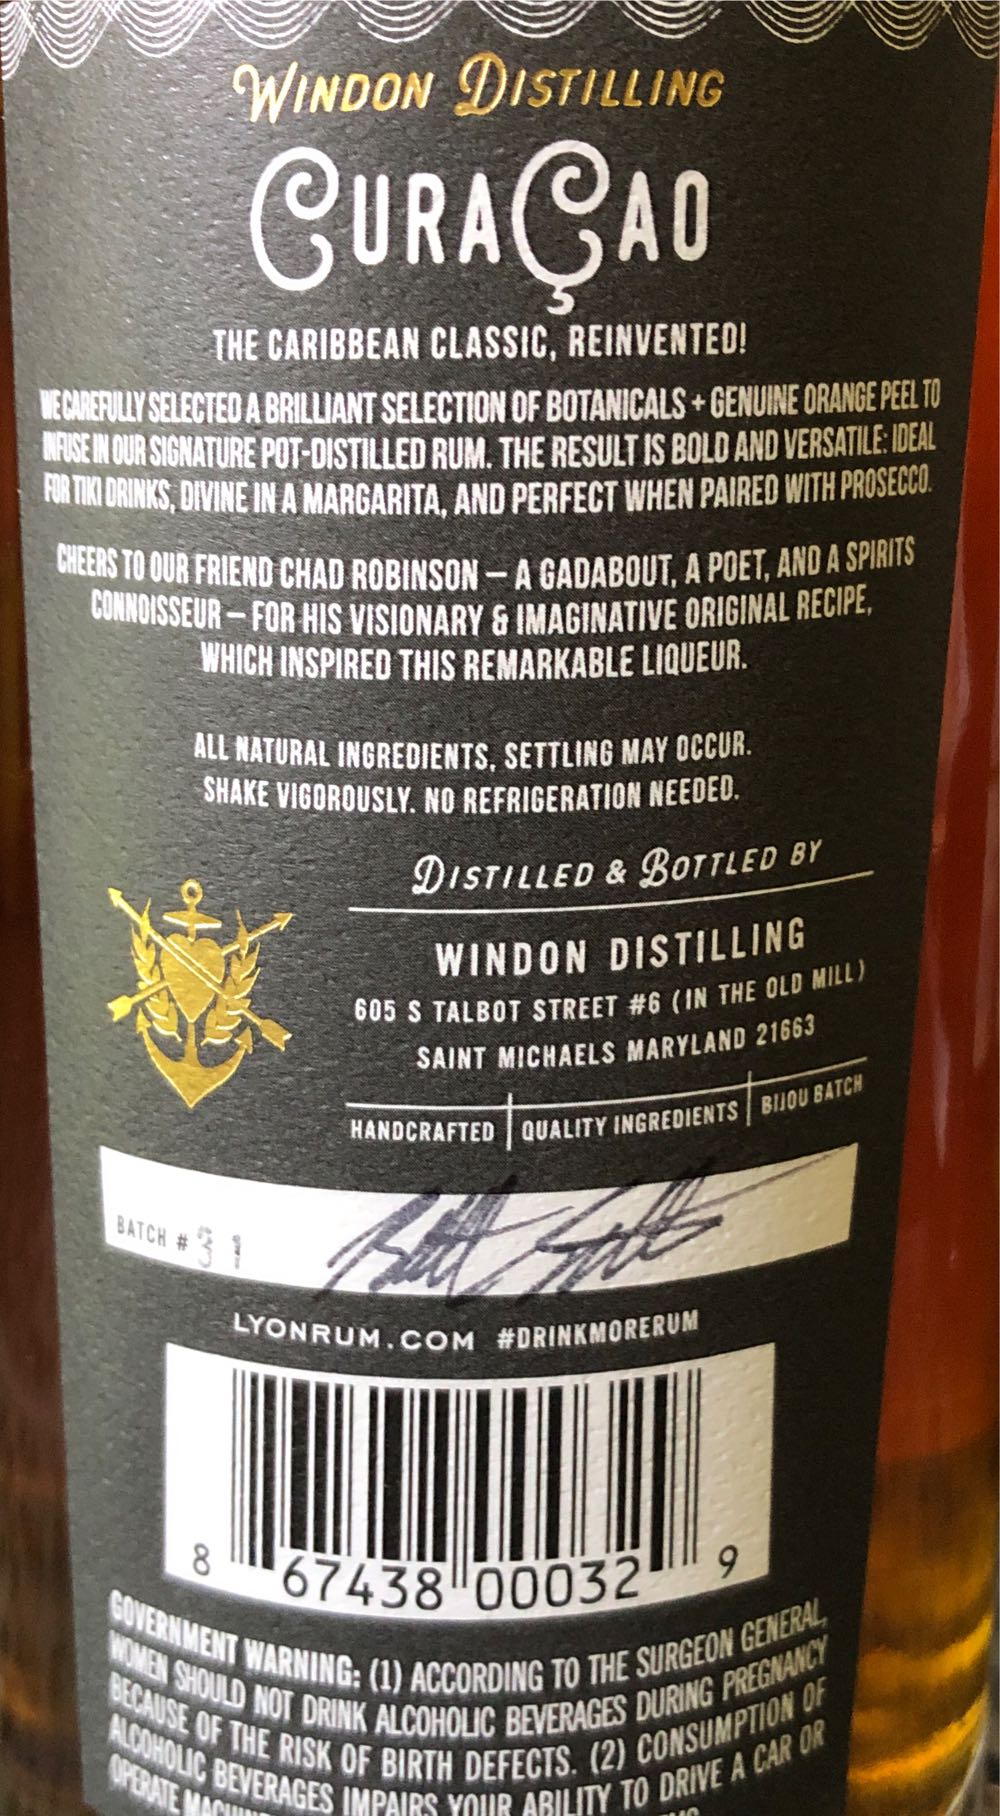 WINDON DISTILLING
CURAÇAO
THE CARIBBEAN CLASSIC, REINVENTED!
WE CAREFULLY SELECTED A BRILLIANT SELECTION OF BOTANICALS + GENUINE ORANGE PEEL TO
INFUSE IN OUR SIGNATURE POT-DISTILLED RUM. THE RESULT IS BOLD AND VERSATILE: IDEAL
FOR TIKI DRINKS, DIVINE IN A MARGARITA, AND PERFECT WHEN PAIRED WITH PROSECCO.
CHEERS TO OUR FRIEND CHAD ROBINSON – A GADABOUT, A POET, AND A SPIRITS
CONNOISSEUR – FOR HIS VISIONARY & IMAGINATIVE ORIGINAL RECIPE,
WHICH INSPIRED THIS REMARKABLE LIQUEUR.
ALL NATURAL INGREDIENTS, SETTLING MAY OCCUR.
SHAKE VIGOROUSLY. NO REFRIGERATION NEEDED.
DISTILLED & BOTTLED BY
WINDON DISTILLING
605 S TALBOT STREET #6 (IN THE OLD MILL)
SAINT MICHAELS MARYLAND 21663
HANDCRAFTED | QUALITY INGREDIENTS | BIJOU BATCH
BATCH # 31
LYONRUM.COM #DRINKMORERUM
8 67438 00032 9
GOVERNMENT WARNING: (1) ACCORDING TO THE SURGEON GENERAL,
WOMEN SHOULD NOT DRINK ALCOHOLIC BEVERAGES DURING PREGNANCY
BECAUSE OF THE RISK OF BIRTH DEFECTS. (2) CONSUMPTION OF
ALCOHOLIC BEVERAGES IMPAIRS YOUR ABILITY TO DRIVE A CAR OR
OPERATE